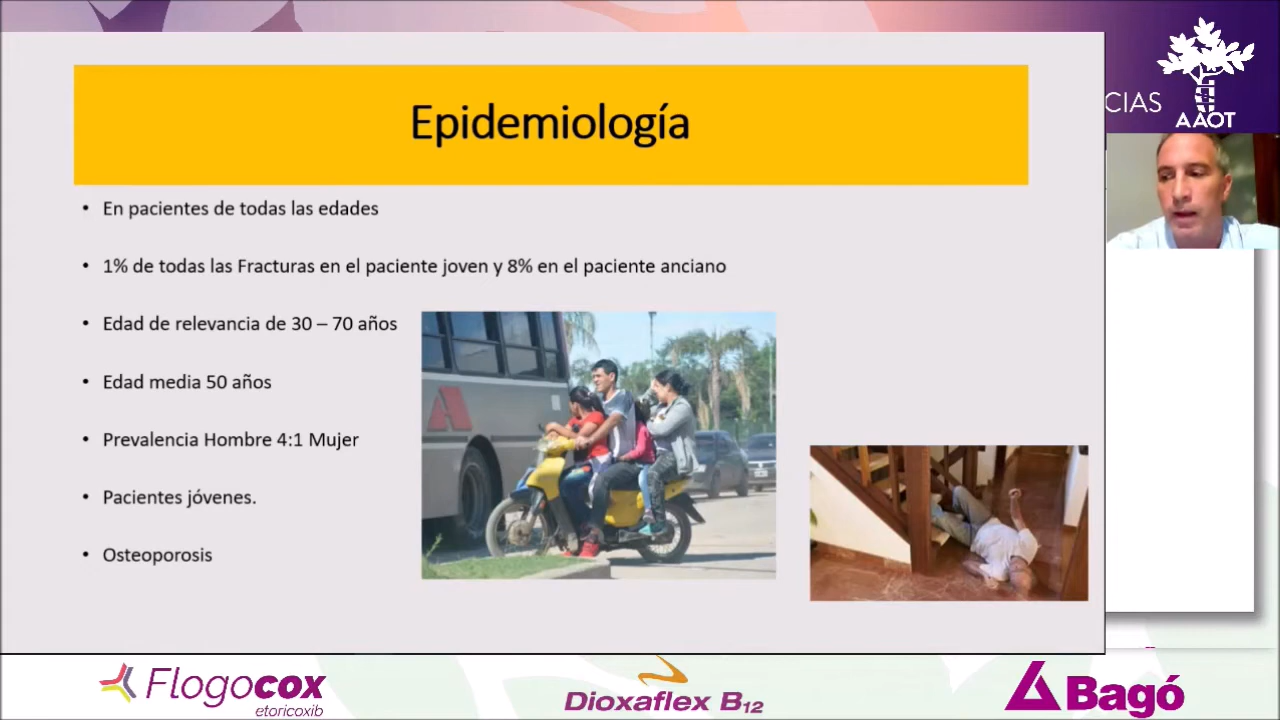 Epidemiología
• En pacientes de todas las edades
• 1% de todas las Fracturas en el paciente joven y 8% en el paciente anciano
• Edad de relevancia de 30 – 70 años
• Edad media 50 años
• Prevalencia Hombre 4:1 Mujer
• Pacientes jóvenes.
• Osteoporosis
CIAS
AAOT
Flogocox
etoricoxib
Dioxaflex B12
Bagó